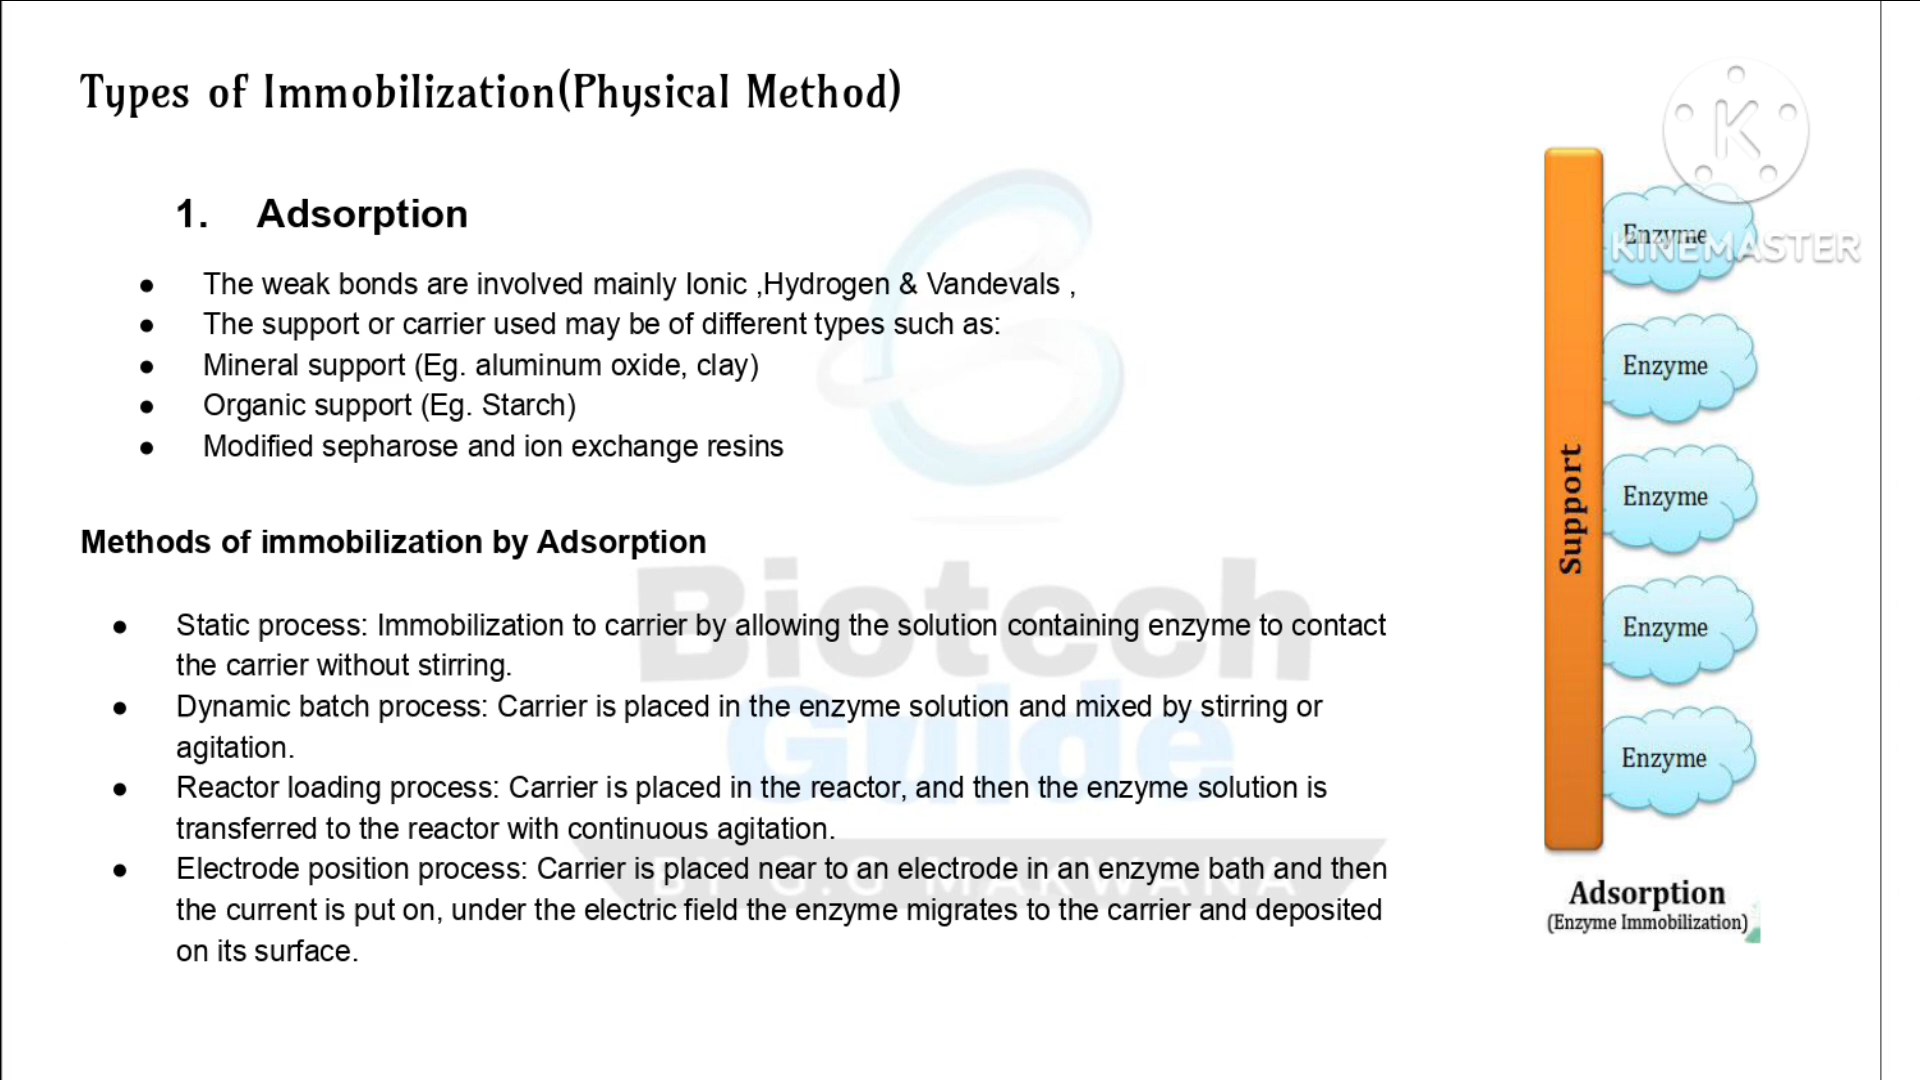 Types of Immobilization(Physical Method)
1. Adsorption
● The weak bonds are involved mainly Ionic ,Hydrogen & Vandevals ,
● The support or carrier used may be of different types such as:
● Mineral support (Eg. aluminum oxide, clay)
● Organic support (Eg. Starch)
● Modified sepharose and ion exchange resins
Methods of immobilization by Adsorption
● Static process: Immobilization to carrier by allowing the solution containing enzyme to contact
the carrier without stirring.
● Dynamic batch process: Carrier is placed in the enzyme solution and mixed by stirring or
agitation.
● Reactor loading process: Carrier is placed in the reactor, and then the enzyme solution is
transferred to the reactor with continuous agitation.
● Electrode position process: Carrier is placed near to an electrode in an enzyme bath and then
the current is put on, under the electric field the enzyme migrates to the carrier and deposited
on its surface.
Biotech
Guide
BY G.G MAKWANA
K
KINEMASTER
Support
Enzyme
Enzyme
Enzyme
Enzyme
Enzyme
Adsorption
(Enzyme Immobilization)